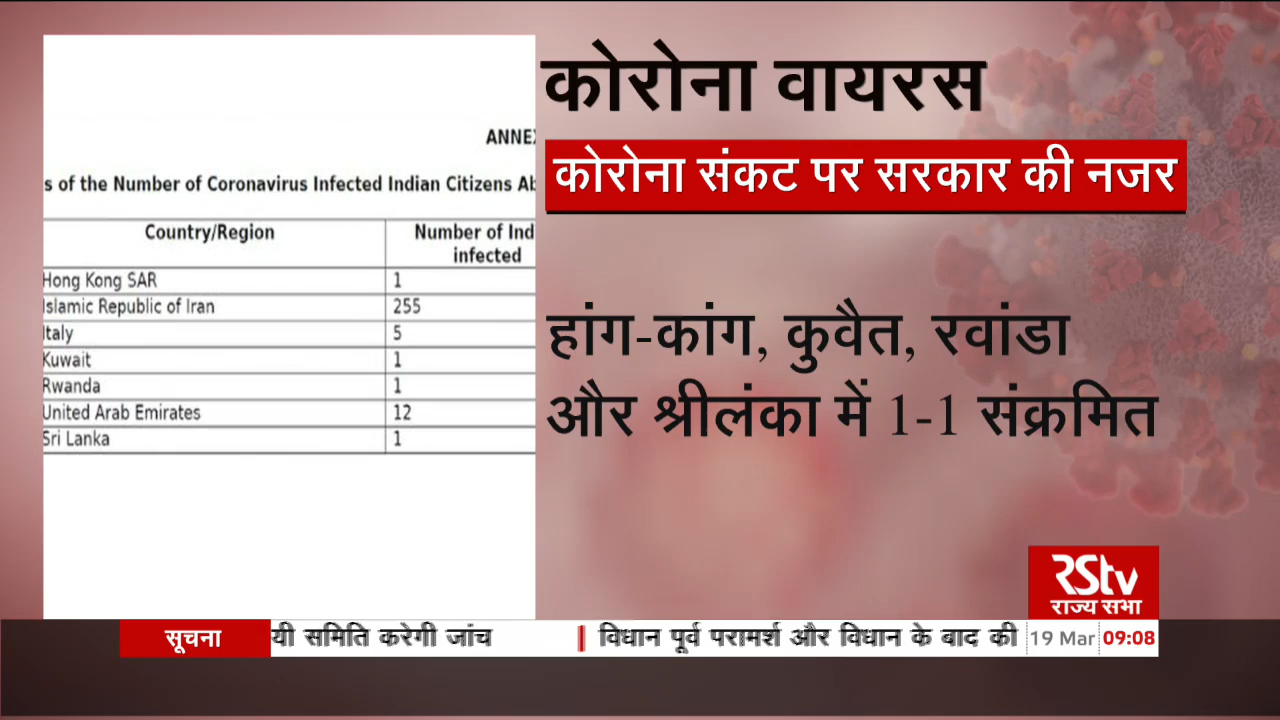 ANNEX
s of the Number of Coronavirus Infected Indian Citizens Ab
Country/Region Number of Ind
infected
Hong Kong SAR 1
Islamic Republic of Iran 255
Italy 5
Kuwait 1
Rwanda 1
United Arab Emirates 12
Sri Lanka 1
कोरोना वायरस
कोरोना संकट पर सरकार की नजर
हांग-कांग, कुवैत, रवांडा
और श्रीलंका में 1-1 संक्रमित
RStv
राज्य सभा
सूचना यी समिति करेगी जांच | विधान पूर्व परामर्श और विधान के बाद की 19 Mar 09:08